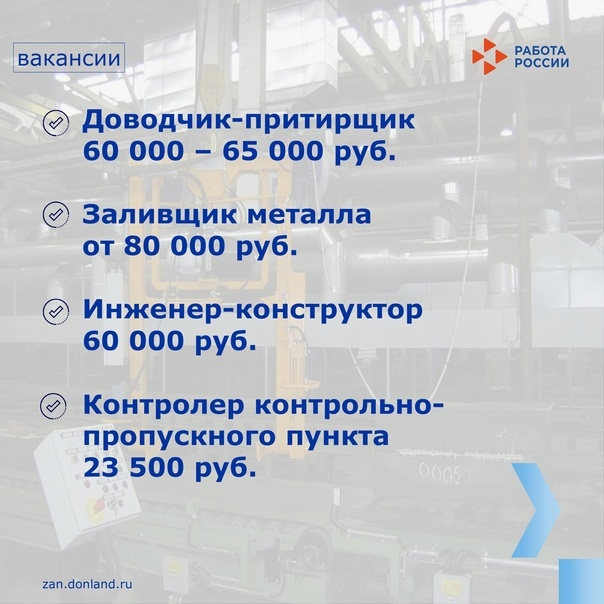 вакансии
РАБОТА
РОССИИ
Доводчик-притирщик
60 000 – 65 000 руб.
Заливщик металла
от 80 000 руб.
Инженер-конструктор
60 000 руб.
Контролер контрольно-
пропускного пункта
23 500 руб.
0005
zan.donland.ru